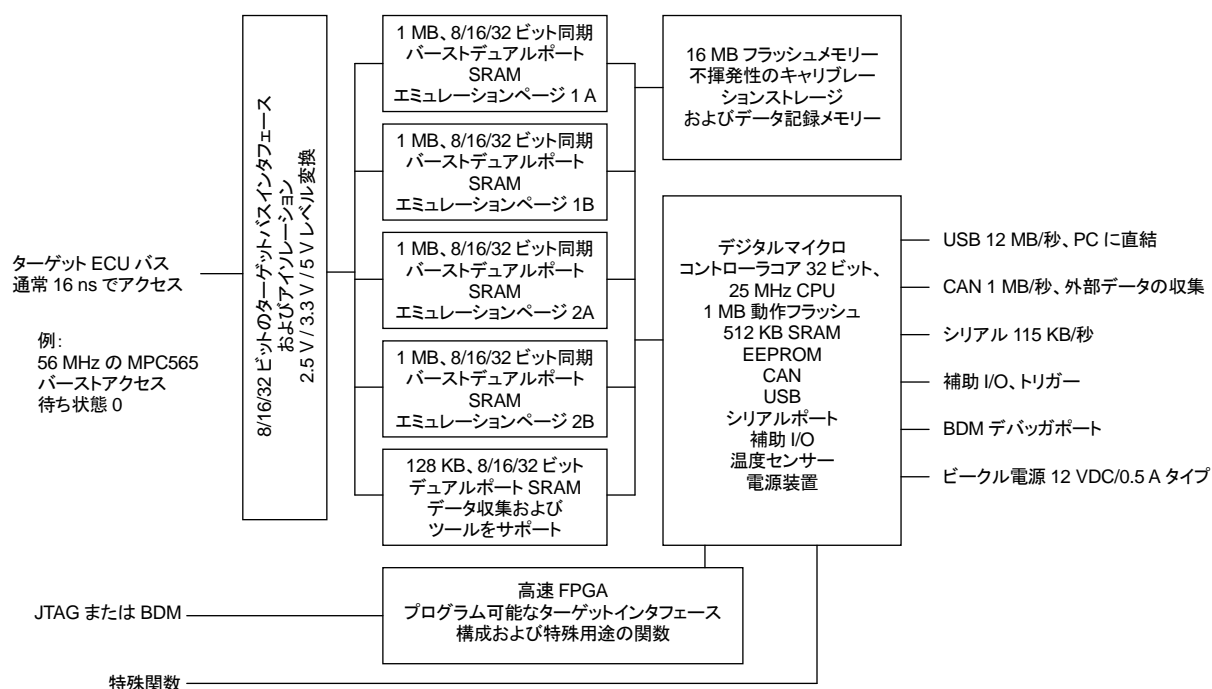 ターゲット ECU バス
通常 16 ns でアクセス
例:
56 MHz の MPC565
バーストアクセス
待ち状態 0
8/16/32 ビットのターゲットバスインタフェース
およびアイソレーション
2.5 V / 3.3 V / 5 V レベル変換
1 MB、8/16/32 ビット同期
バーストデュアルポート
SRAM
エミュレーションページ 1 A
1 MB、8/16/32 ビット同期
バーストデュアルポート
SRAM
エミュレーションページ 1B
1 MB、8/16/32 ビット同期
バーストデュアルポート
SRAM
エミュレーションページ 2A
1 MB、8/16/32 ビット同期
バーストデュアルポート
SRAM
エミュレーションページ 2B
128 KB、8/16/32 ビット
デュアルポート SRAM
データ収集および
ツールをサポート
16 MB フラッシュメモリー
不揮発性のキャリブレー
ションストレージ
およびデータ記録メモリー
デジタルマイクロ
コントローラコア 32 ビット、
25 MHz CPU
1 MB 動作フラッシュ
512 KB SRAM
EEPROM
CAN
USB
シリアルポート
補助 I/O
温度センサー
電源装置
USB 12 MB/秒、PC に直結
CAN 1 MB/秒、外部データの収集
シリアル 115 KB/秒
補助 I/O、トリガー
BDM デバッガポート
ビークル電源 12 VDC/0.5 A タイプ
JTAG または BDM
高速 FPGA
プログラム可能なターゲットインタフェース
構成および特殊用途の関数
特殊関数